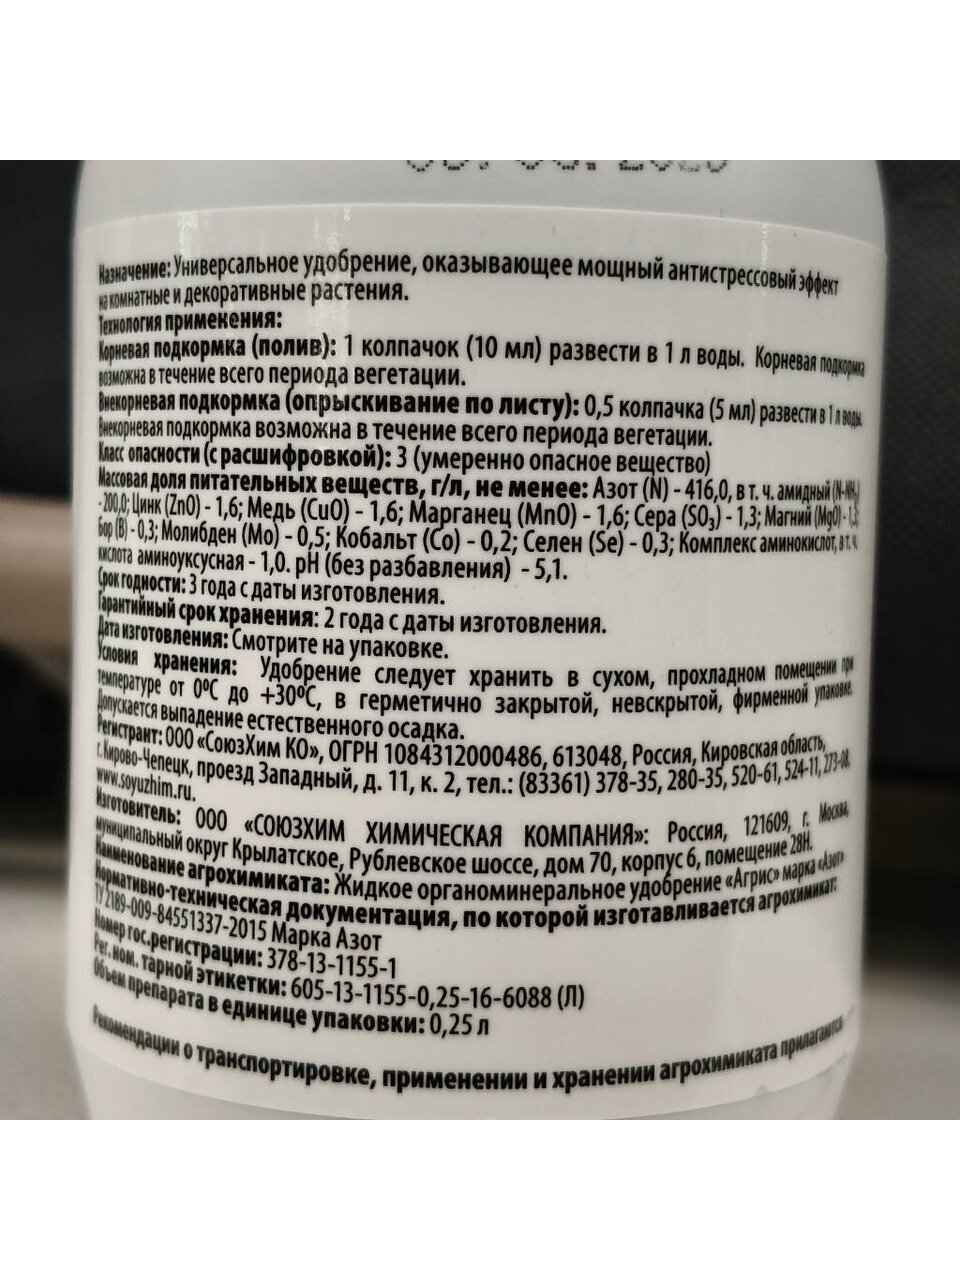 Назначение: Универсальное удобрение, оказывающее мощный антистрессовый эффект
на комнатные и декоративные растения.
Технология применения:
Корневая подкормка (полив): 1 колпачок (10 мл) развести в 1 л воды. Корневая подкормка
возможна в течение всего периода вегетации.
Внекорневая подкормка (опрыскивание по листу): 0,5 колпачка (5 мл) развести в 1 л воды.
Внекорневая подкормка возможна в течение всего периода вегетации.
Класс опасности (с расшифровкой): 3 (умеренно опасное вещество)
Массовая доля питательных веществ, г/л, не менее: Азот (N) - 416,0, в т. ч. амидный (N-NH₂)
- 200,0; Цинк (ZnO) - 1,6; Медь (CuO) - 1,6; Марганец (MnO) - 1,6; Сера (SO₃) - 1,3; Магний (MgO) - 1,3;
Бор (B) - 0,3; Молибден (Mo) - 0,5; Кобальт (Co) - 0,2; Селен (Se) - 0,3; Комплекс аминокислот, в т. ч.
кислота аминоуксусная - 1,0. pH (без разбавления) - 5,1.
Срок годности: 3 года с даты изготовления.
Гарантийный срок хранения: 2 года с даты изготовления.
Дата изготовления: Смотрите на упаковке.
Условия хранения: Удобрение следует хранить в сухом, прохладном помещении при
температуре от 0ºC до +30ºC, в герметично закрытой, невскрытой, фирменной упаковке.
Допускается выпадение естественного осадка.
Регистрант: ООО «СоюзХим КО», ОГРН 1084312000486, 613048, Россия, Кировская область,
г. Кирово-Чепецк, проезд Западный, д. 11, к. 2, тел.: (83361) 378-35, 280-35, 520-61, 524-11, 273-08.
www.soyuzhim.ru.
Изготовитель: ООО «СОЮЗХИМ ХИМИЧЕСКАЯ КОМПАНИЯ»: Россия, 121609, г. Москва,
муниципальный округ Крылатское, Рублевское шоссе, дом 70, корпус 6, помещение 28Н.
Наименование агрохимиката: Жидкое органоминеральное удобрение «Агрис» марка «Азот»
Нормативно-техническая документация, по которой изготавливается агрохимикат:
ТУ 2189-009-84551337-2015 Марка Азот
Номер гос.регистрации: 378-13-1155-1
Рег. ном. тарной этикетки: 605-13-1155-0,25-16-6088 (Л)
Объем препарата в единице упаковки: 0,25 л
Рекомендации о транспортировке, применении и хранении агрохимиката прилагаются